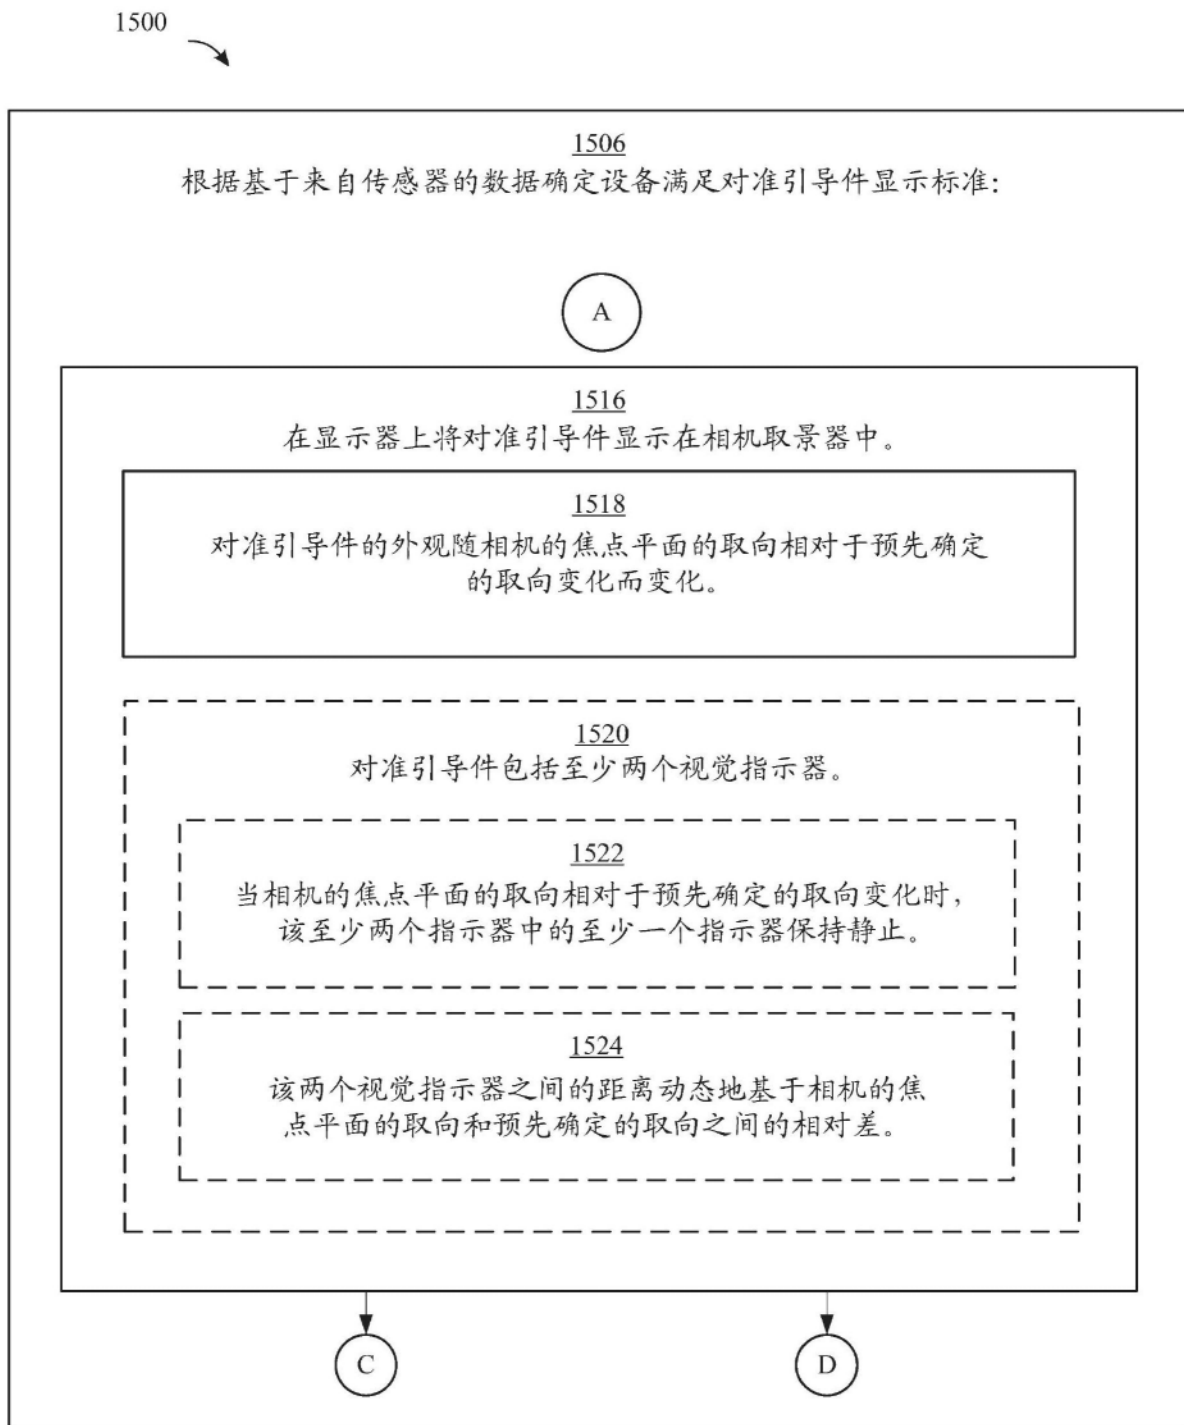 1500
1506
根据基于来自传感器的数据确定设备满足对准引导件显示标准：
A
1516
在显示器上将对准引导件显示在相机取景器中。
1518
对准引导件的外观随相机的焦点平面的取向相对于预先确定
的取向变化而变化。
1520
对准引导件包括至少两个视觉指示器。
1522
当相机的焦点平面的取向相对于预先确定的取向变化时，
该至少两个指示器中的至少一个指示器保持静止。
1524
该两个视觉指示器之间的距离动态地基于相机的焦
点平面的取向和预先确定的取向之间的相对差。
C
D